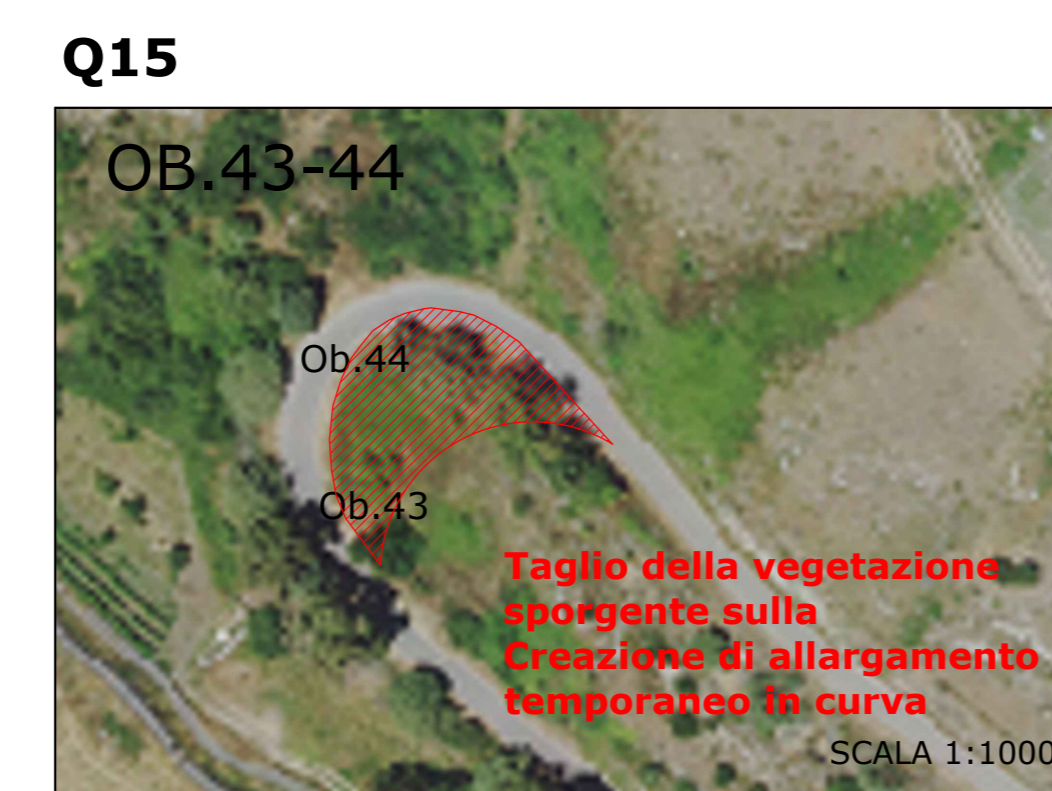 Q15
OB.43-44
Ob.44
Ob.43
Taglio della vegetazione
sporgente sulla
Creazione di allargamento
temporaneo in curva
SCALA 1:1000